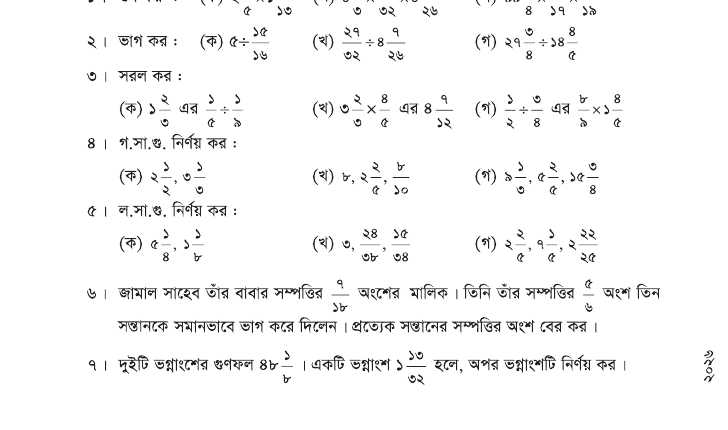 ২। ভাগ কর : (ক) ৫÷১৫/১৬ (খ) ২৭/৩২÷৪ ৭/২৬ (গ) ২৭ ৩/৪÷১৪ ৪/৫
৩। সরল কর :
(ক) ১ ২/৩ এর ১/৫÷১/৯ (খ) ৩ ২/৩×৪/৫ এর ৪ ৭/১২ (গ) ১/২÷৩/৪ এর ৮/৯×১ ৪/৫
৪। গ.সা.গু. নির্ণয় কর :
(ক) ২ ১/২, ৩ ১/৩ (খ) ৮, ২ ২/৫, ৮/১০ (গ) ৯ ১/৩, ৫ ২/৫, ১৫ ৩/৪
৫। ল.সা.গু. নির্ণয় কর :
(ক) ৫ ১/৪, ১ ১/৮ (খ) ৩, ২৪/৩৮, ১৫/৩৪ (গ) ২ ২/৫, ৭ ১/৫, ২ ২২/২৫
৬। জামাল সাহেব তাঁর বাবার সম্পত্তির ৭/১৮ অংশের মালিক। তিনি তাঁর সম্পত্তির ৫/৬ অংশ তিন
সন্তানকে সমানভাবে ভাগ করে দিলেন। প্রত্যেক সন্তানের সম্পত্তির অংশ বের কর।
৭। দুইটি ভগ্নাংশের গুণফল ৪৮ ১/৮ । একটি ভগ্নাংশ ১ ১৩/৩২ হলে, অপর ভগ্নাংশটি নির্ণয় কর।
২০২৬